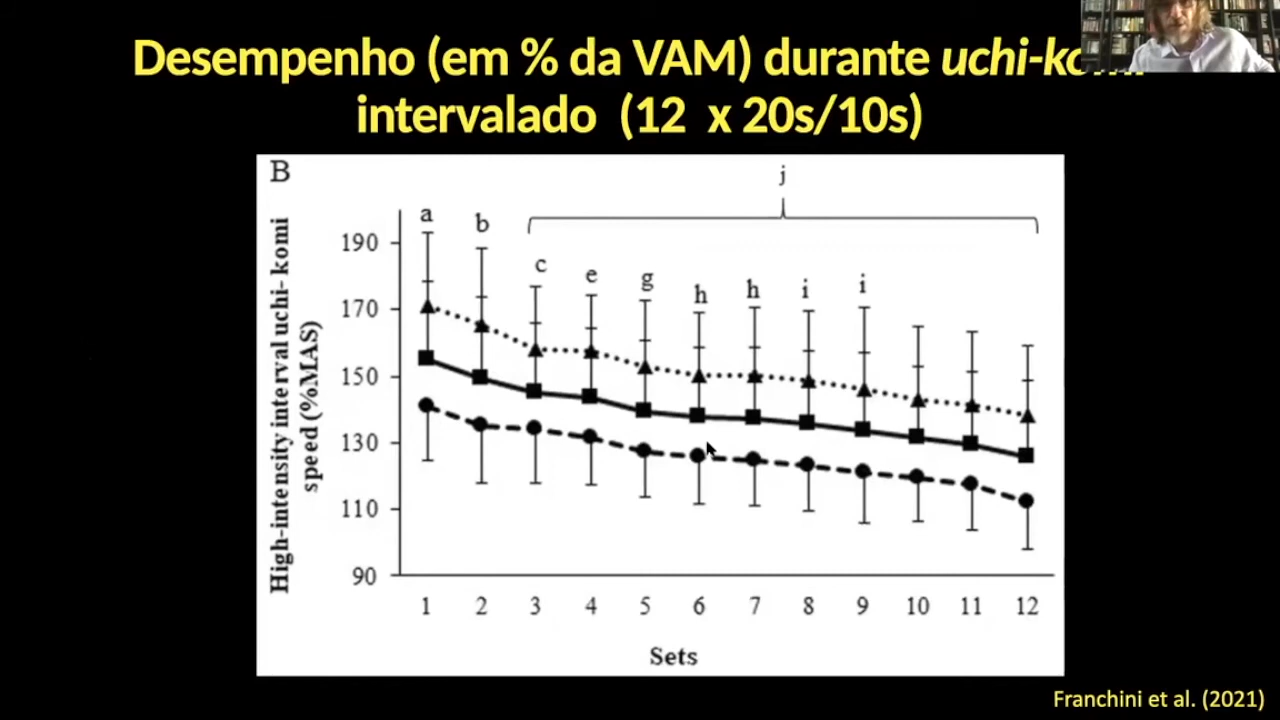 Desempenho (em % da VAM) durante uchi-komi
intervalado (12 x 20s/10s)
B
j
a
b
c
e
g
h
h
i
i
High-intensity interval uchi-komi
speed (%MAS)
190
170
150
130
110
90
1 2 3 4 5 6 7 8 9 10 11 12
Sets
Franchini et al. (2021)